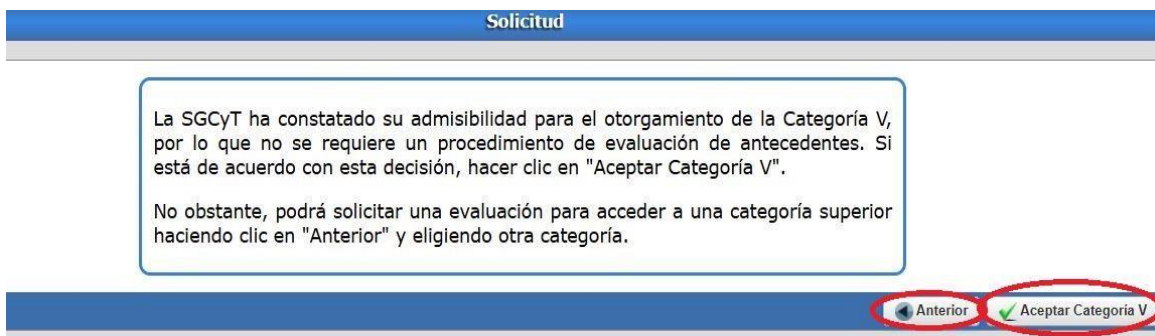 Solicitud
La SGCyT ha constatado su admisibilidad para el otorgamiento de la Categoría V,
por lo que no se requiere un procedimiento de evaluación de antecedentes. Si
está de acuerdo con esta decisión, hacer clic en "Aceptar Categoría V".
No obstante, podrá solicitar una evaluación para acceder a una categoría superior
haciendo clic en "Anterior" y eligiendo otra categoría.
Anterior
Aceptar Categoria V